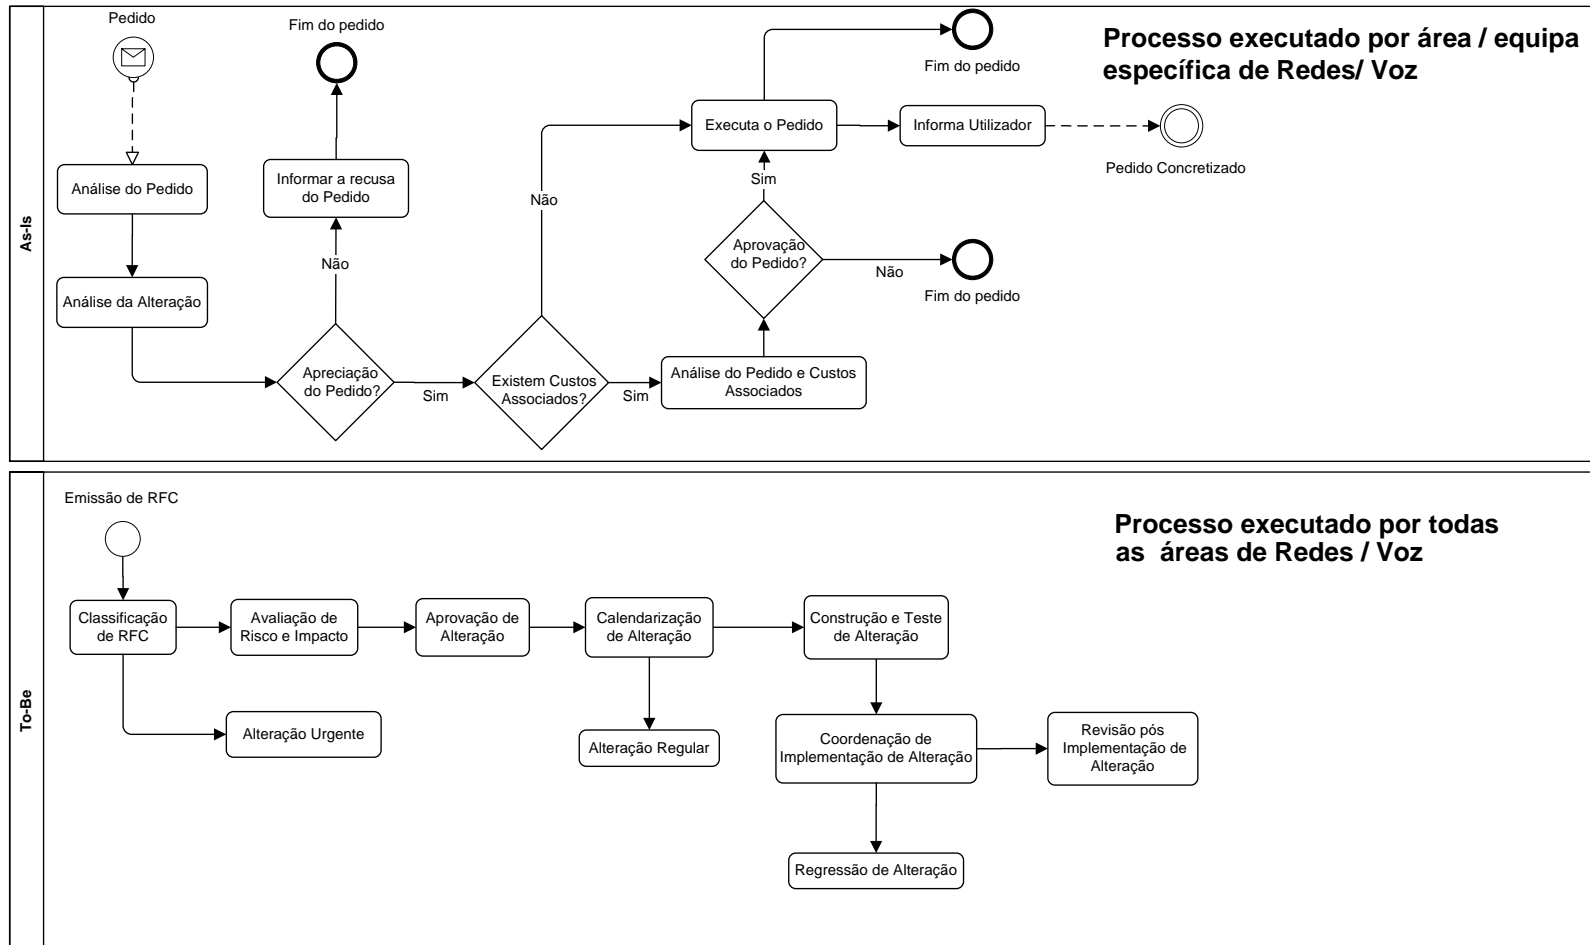 As-Is
Pedido
Fim do pedido
Processo executado por área / equipa
específica de Redes/ Voz
Fim do pedido
Executa o Pedido
Informa Utilizador
Pedido Concretizado
Análise do Pedido
Informar a recusa
do Pedido
Não
Sim
Aprovação
do Pedido?
Não
Fim do pedido
Não
Análise da Alteração
Apreciação
do Pedido?
Sim
Existem Custos
Associados?
Sim
Análise do Pedido e Custos
Associados
To-Be
Emissão de RFC
Processo executado por todas
as áreas de Redes / Voz
Classificação
de RFC
Avaliação de
Risco e Impacto
Aprovação de
Alteração
Calendarização
de Alteração
Construção e Teste
de Alteração
Alteração Urgente
Alteração Regular
Coordenação de
Implementação de Alteração
Revisão pós
Implementação de
Alteração
Regressão de Alteração